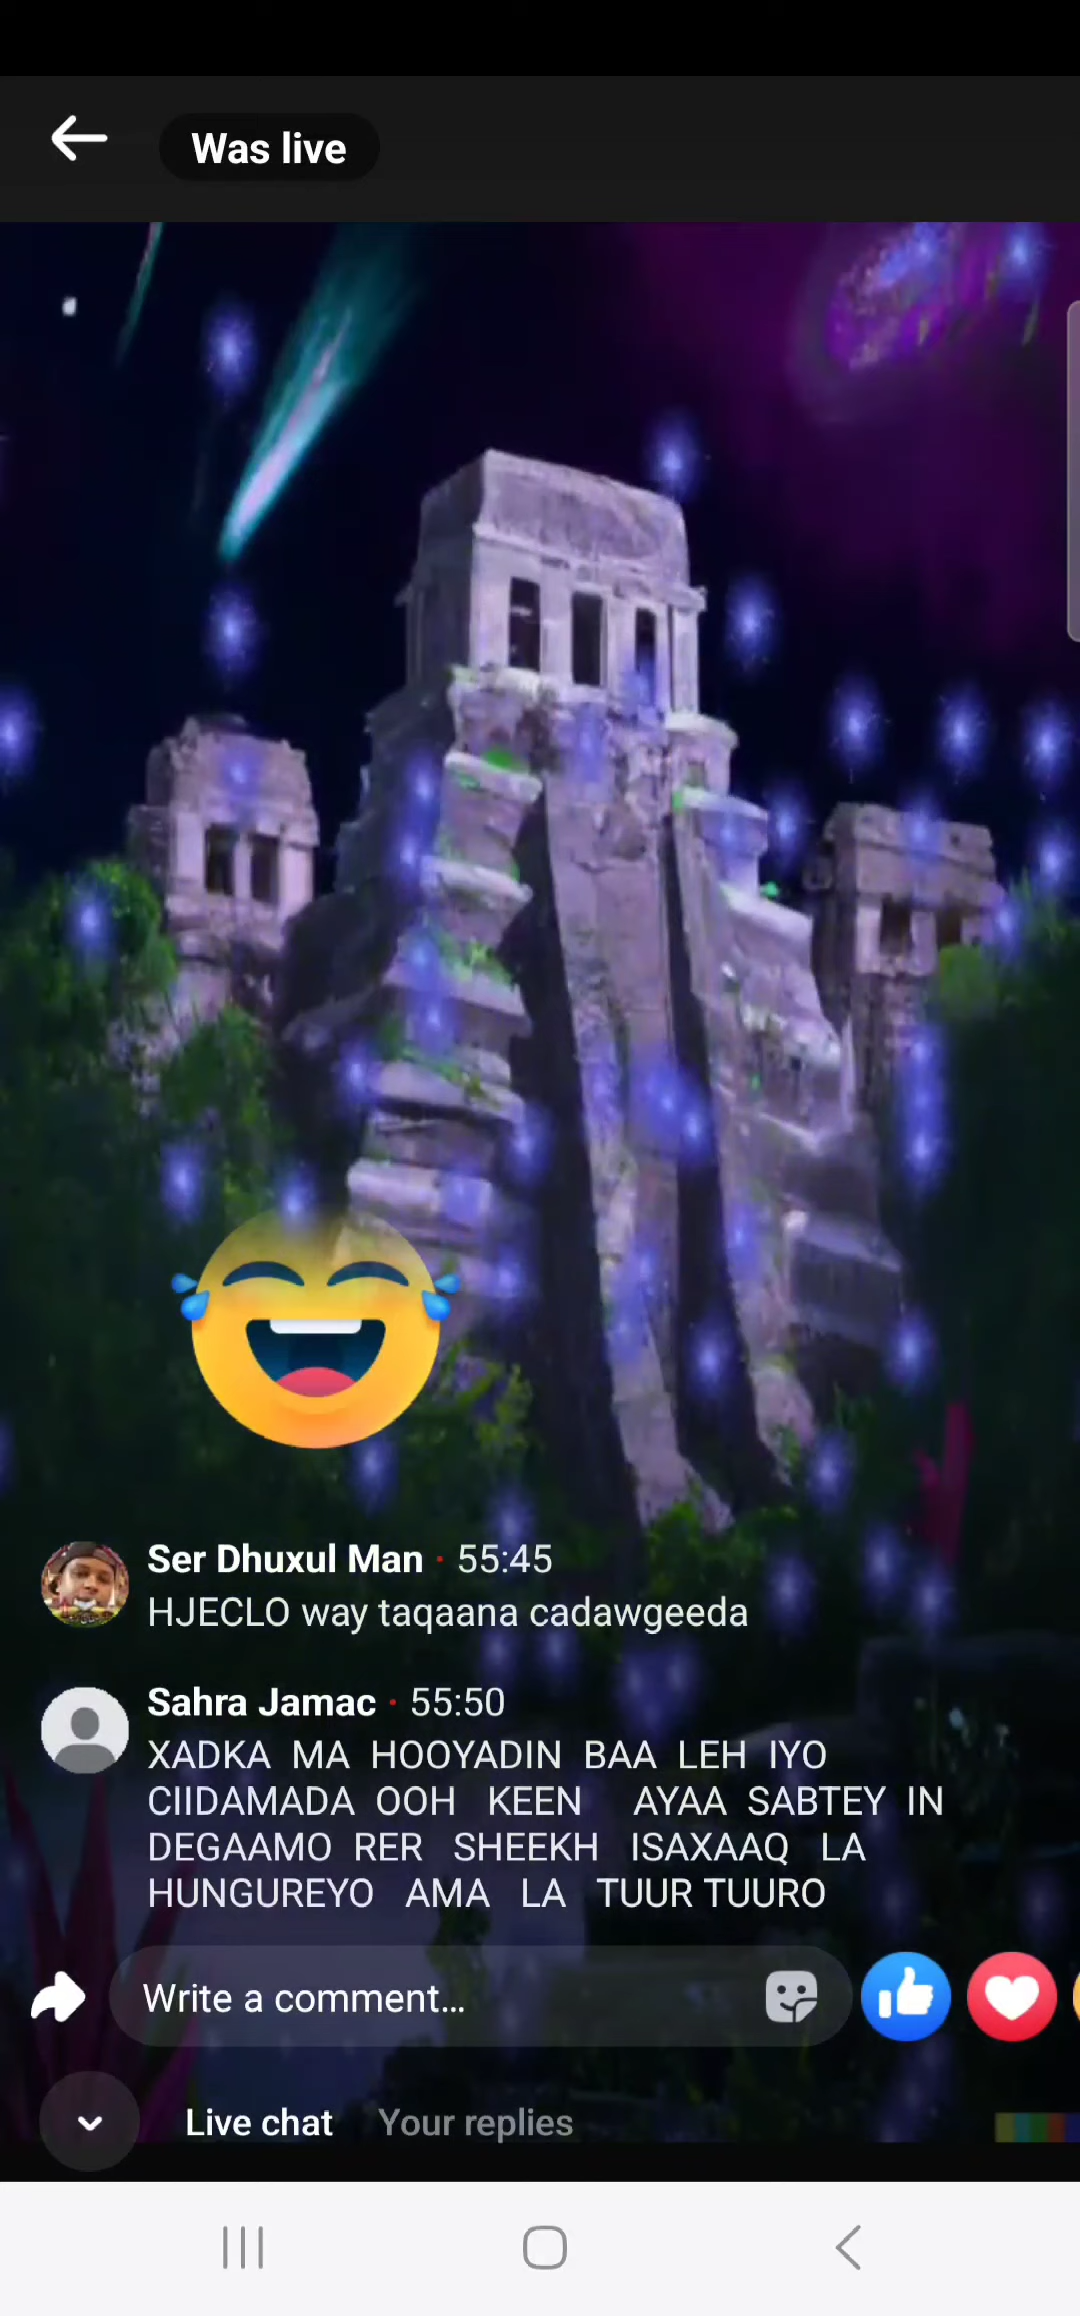 Was live
Ser Dhuxul Man · 55:45
HJECLO way taqaana cadawgeeda
Sahra Jamac · 55:50
XADKA MA HOOYADIN BAA LEH IYO
CIIDAMADA OOH KEEN AYAA SABTEY IN
DEGAAMO RER SHEEKH ISAXAAQ LA
HUNGUREYO AMA LA TUUR TUURO
Write a comment...
Live chat Your replies